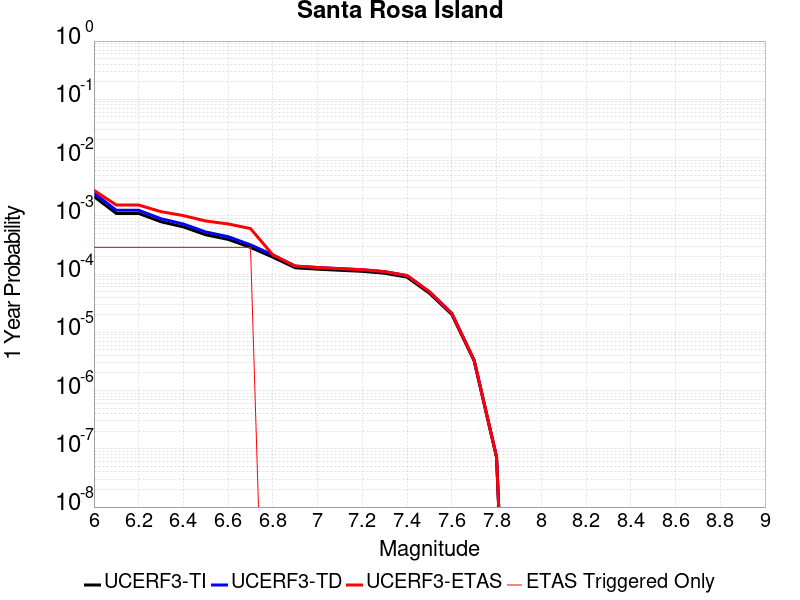 Santa Rosa Island
10^0
10^-1
10^-2
10^-3
10^-4
10^-5
10^-6
10^-7
10^-8
1 Year Probability
6 6.2 6.4 6.6 6.8 7 7.2 7.4 7.6 7.8 8 8.2 8.4 8.6 8.8 9
Magnitude
UCERF3-TI UCERF3-TD UCERF3-ETAS ETAS Triggered Only